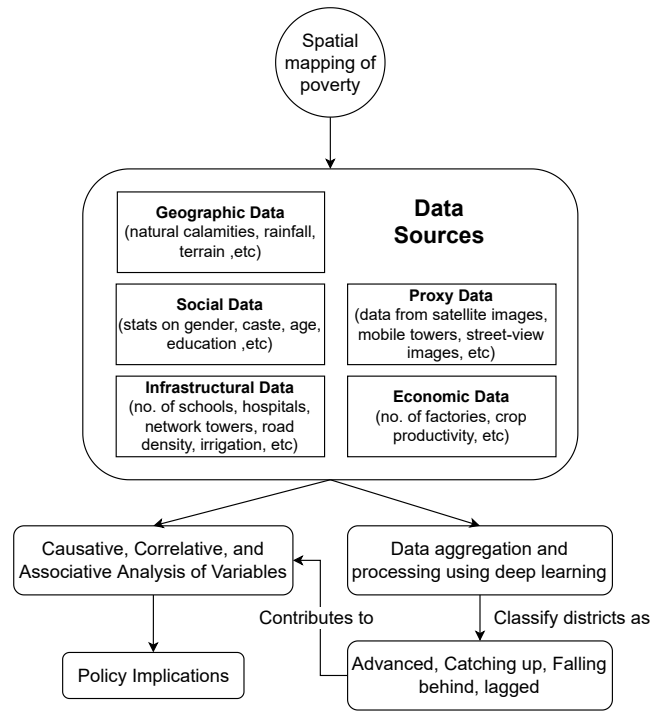 Spatial
mapping of
poverty
Data
Sources
Geographic Data
(natural calamities, rainfall,
terrain ,etc)
Social Data
(stats on gender, caste, age,
education ,etc)
Proxy Data
(data from satellite images,
mobile towers, street-view
images, etc)
Infrastructural Data
(no. of schools, hospitals,
network towers, road
density, irrigation, etc)
Economic Data
(no. of factories, crop
productivity, etc)
Causative, Correlative, and
Associative Analysis of Variables
Data aggregation and
processing using deep learning
Contributes to
Classify districts as
Policy Implications
Advanced, Catching up, Falling
behind, lagged